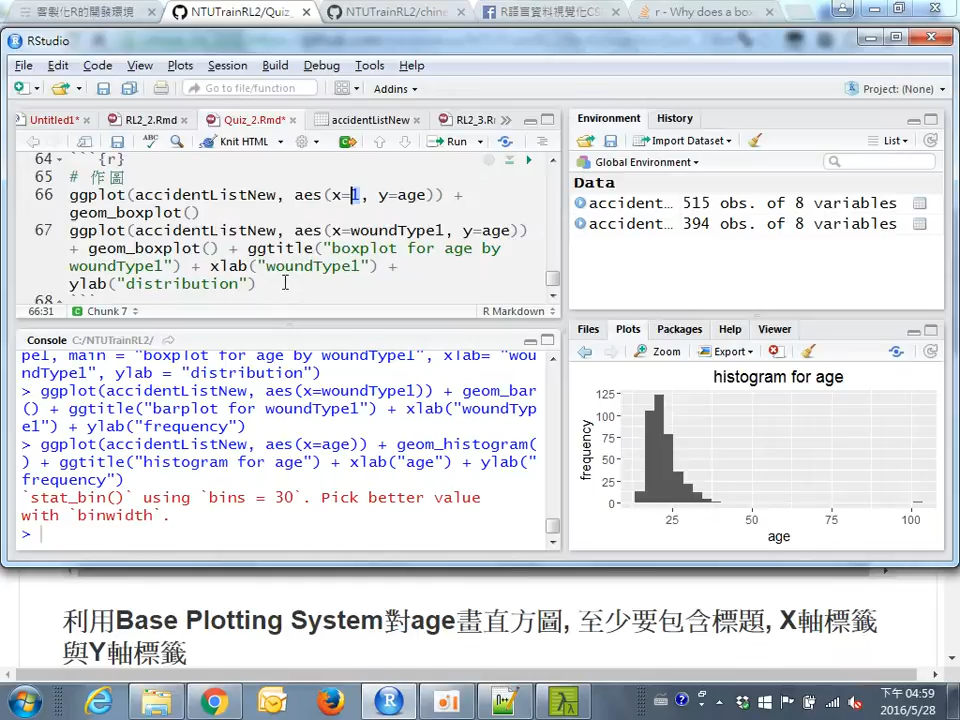 客製化R的開發環境
NTUTrainRL2/Quiz_
NTUTrainRL2/chine
R語言資料視覺化CS
r - Why does a box
RStudio
File Edit Code View Plots Session Build Debug Tools Help
Go to file/function
Addins
Project: (None)
Untitled1*
RL2_2.Rmd
Quiz_2.Rmd*
accidentListNew
RL2_3.R
Environment
History
ABC
Knit HTML
Run
Import Dataset
List
Global Environment
Data
accident… 515 obs. of 8 variables
accident… 394 obs. of 8 variables
64 ```{r}
65 # 作圖
66 ggplot(accidentListNew, aes(x=1, y=age)) +
geom_boxplot()
67 ggplot(accidentListNew, aes(x=woundType1, y=age))
+ geom_boxplot() + ggtitle("boxplot for age by
woundType1") + xlab("woundType1") +
ylab("distribution")
68 ```
66:31
Chunk 7
R Markdown
Console C:/NTUTrainRL2/
pe1, main = "boxplot for age by woundType1", xlab= "wou
ndType1", ylab = "distribution")
> ggplot(accidentListNew, aes(x=woundType1)) + geom_bar
() + ggtitle("barplot for woundType1") + xlab("woundTyp
e1") + ylab("frequency")
> ggplot(accidentListNew, aes(x=age)) + geom_histogram(
) + ggtitle("histogram for age") + xlab("age") + ylab("
frequency")
`stat_bin()` using `bins = 30`. Pick better value
with `binwidth`.
>
Files
Plots
Packages
Help
Viewer
Zoom
Export
histogram for age
frequency
125
100
75
50
25
0
25
50
75
100
age
利用Base Plotting System對age畫直方圖, 至少要包含標題, X軸標籤
與Y軸標籤
下午 04:59
2016/5/28